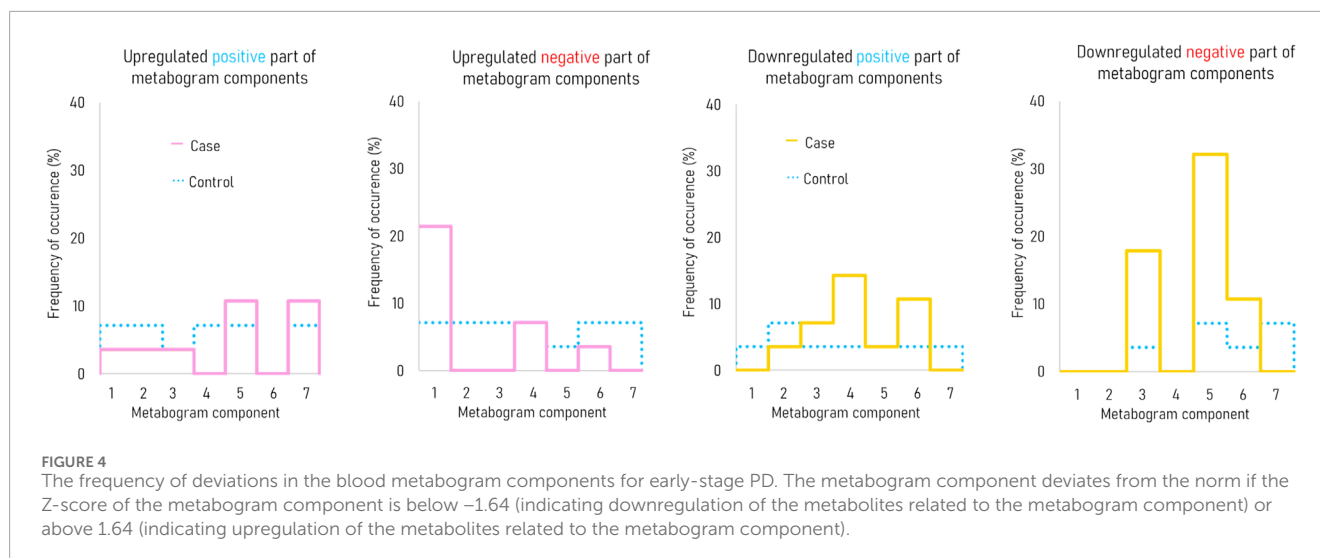 Upregulated positive part of
metabogram components
Frequency of occurence (%)
40
30
20
10
0
Case
Control
1 2 3 4 5 6 7
Metabogram component
Upregulated negative part of
metabogram components
Frequency of occurence (%)
40
30
20
10
0
1 2 3 4 5 6 7
Metabogram component
Downregulated positive part of
metabogram components
Frequency of occurence (%)
40
30
20
10
0
Case
Control
1 2 3 4 5 6 7
Metabogram component
Downregulated negative part of
metabogram components
Frequency of occurence (%)
40
30
20
10
0
1 2 3 4 5 6 7
Metabogram component
FIGURE 4
The frequency of deviations in the blood metabogram components for early-stage PD. The metabogram component deviates from the norm if the
Z-score of the metabogram component is below –1.64 (indicating downregulation of the metabolites related to the metabogram component) or
above 1.64 (indicating upregulation of the metabolites related to the metabogram component).